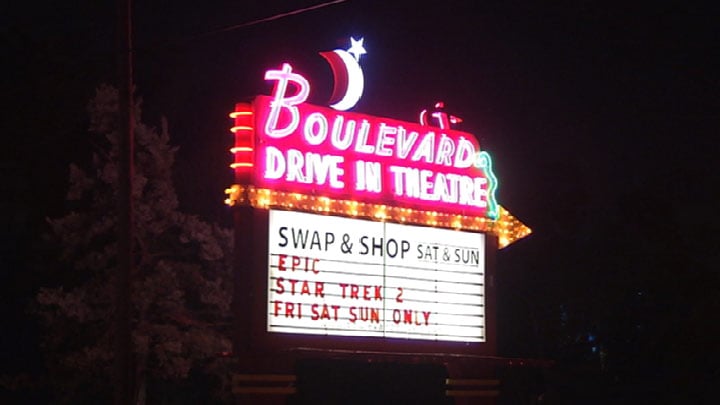 BOULEVARD
DRIVE IN THEATRE
SWAP & SHOP SAT & SUN
EPIC
STAR TREK 2
FRI SAT SUN ONLY